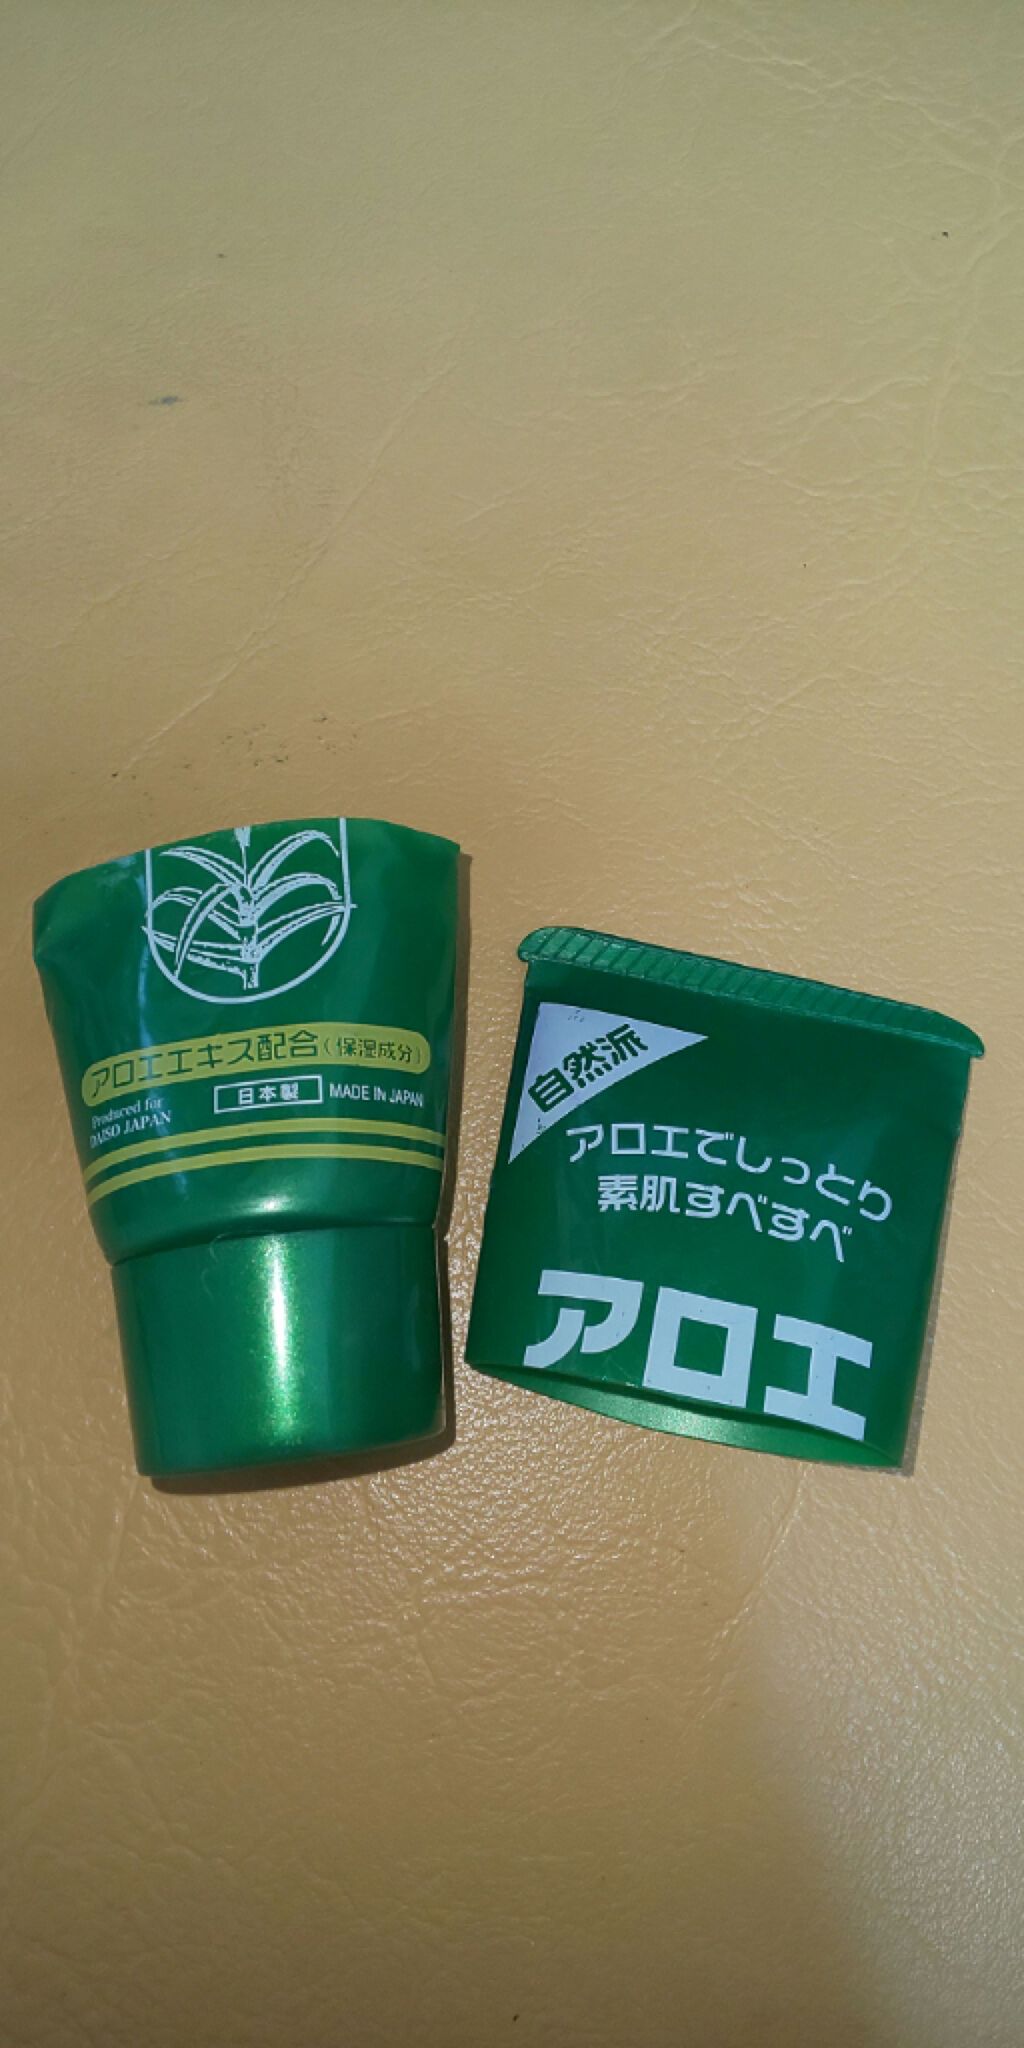 アロエエキス配合(保湿成分)
日本製 MADE IN JAPAN
Produced for
DAISO JAPAN
自然派
アロエでしっとり
素肌すべすべ
アロエ